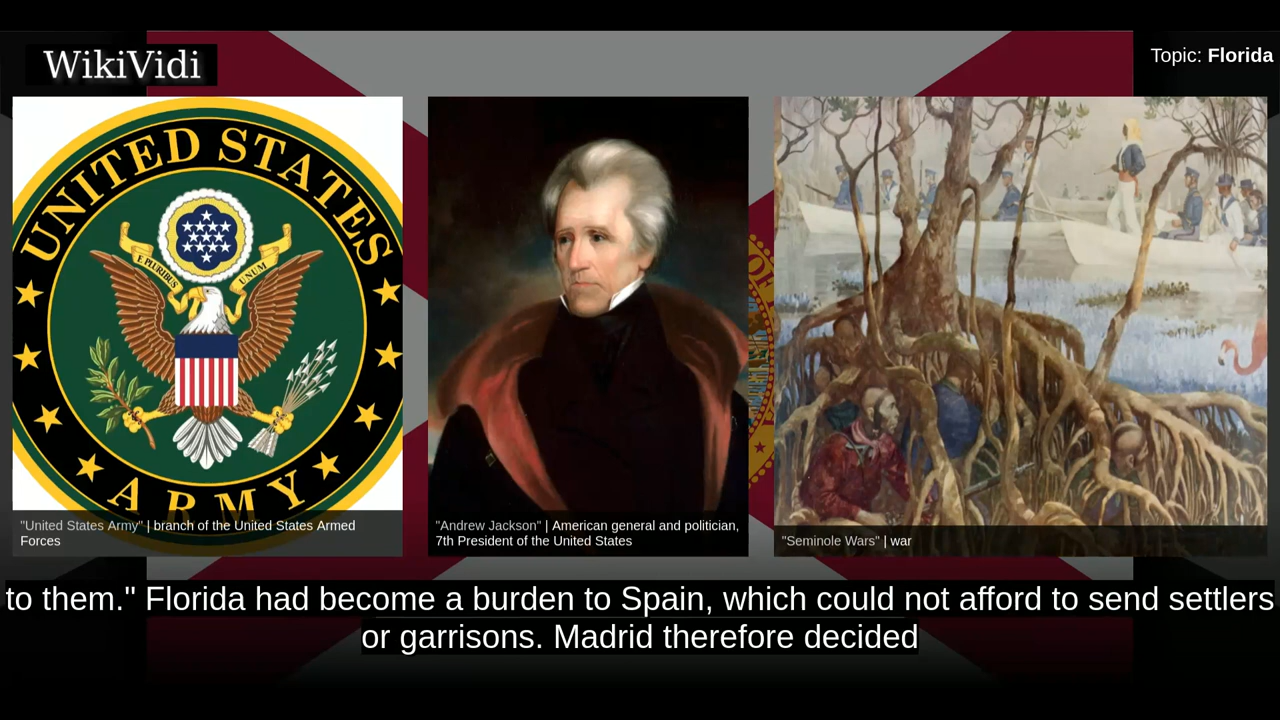 WikiVidi
Topic: Florida
UNITED STATES
E PLURIBUS UNUM
ARMY
"United States Army" | branch of the United States Armed
Forces
"Andrew Jackson" | American general and politician,
7th President of the United States
"Seminole Wars" | war
to them." Florida had become a burden to Spain, which could not afford to send settlers
or garrisons. Madrid therefore decided